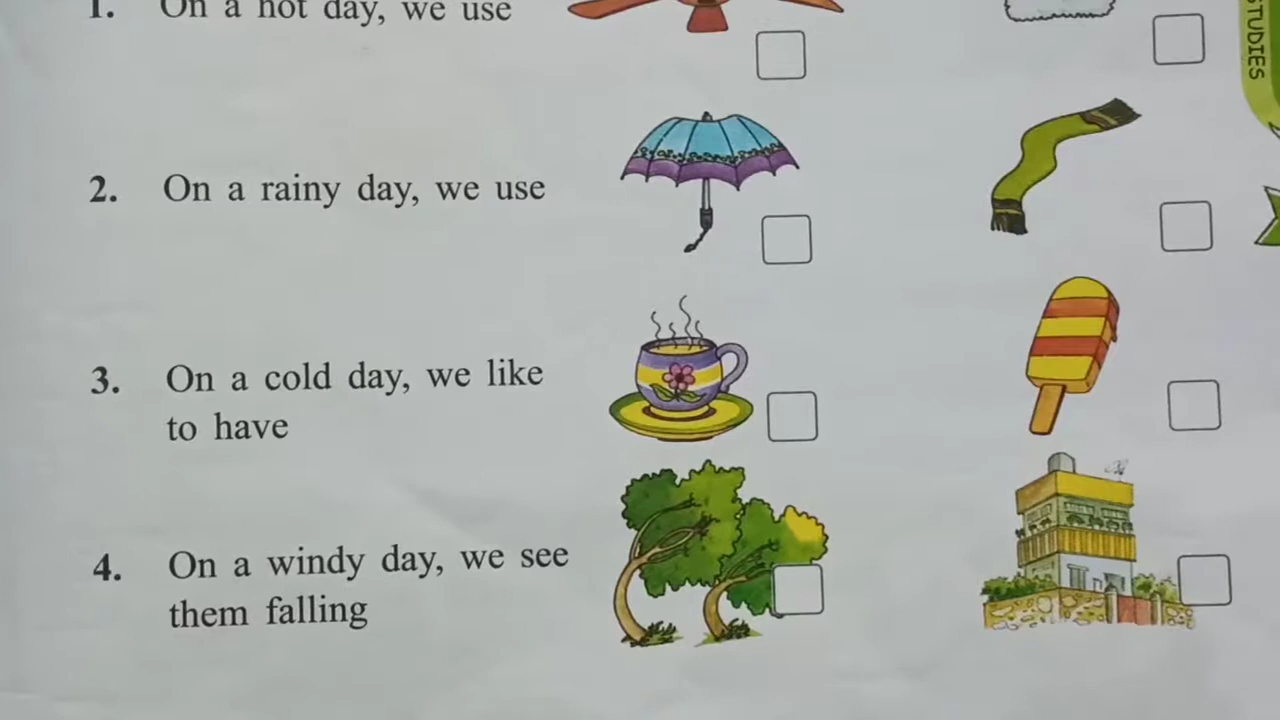 1. On a hot day, we use
2. On a rainy day, we use
3. On a cold day, we like
to have
4. On a windy day, we see
them falling
TUDIES